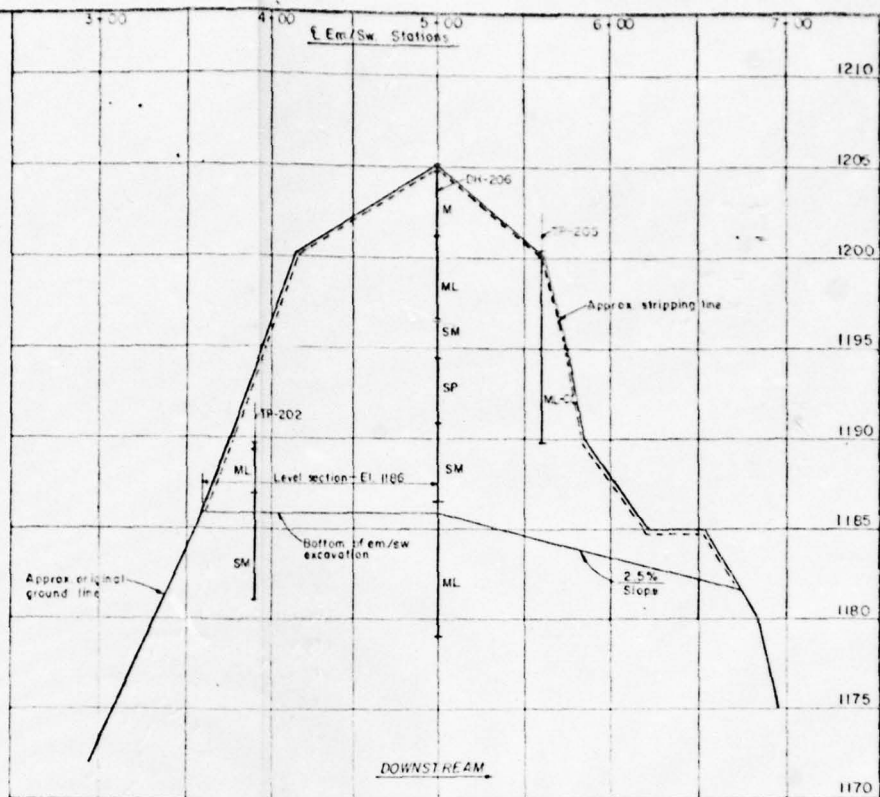 3+00 4+00 5+00 6+00 7+00
℄ Em/Sw. Stations
1210
1205
DH-206
M
TP-205
1200
ML
Approx. stripping line
SM
1195
SP
ML-CL
TP-202
1190
ML
SM
Level section - El. 1186
Bottom of em/sw
excavation
1185
SM
Approx. original
ground line
ML
2.5%
Slope
1180
1175
DOWNSTREAM
1170